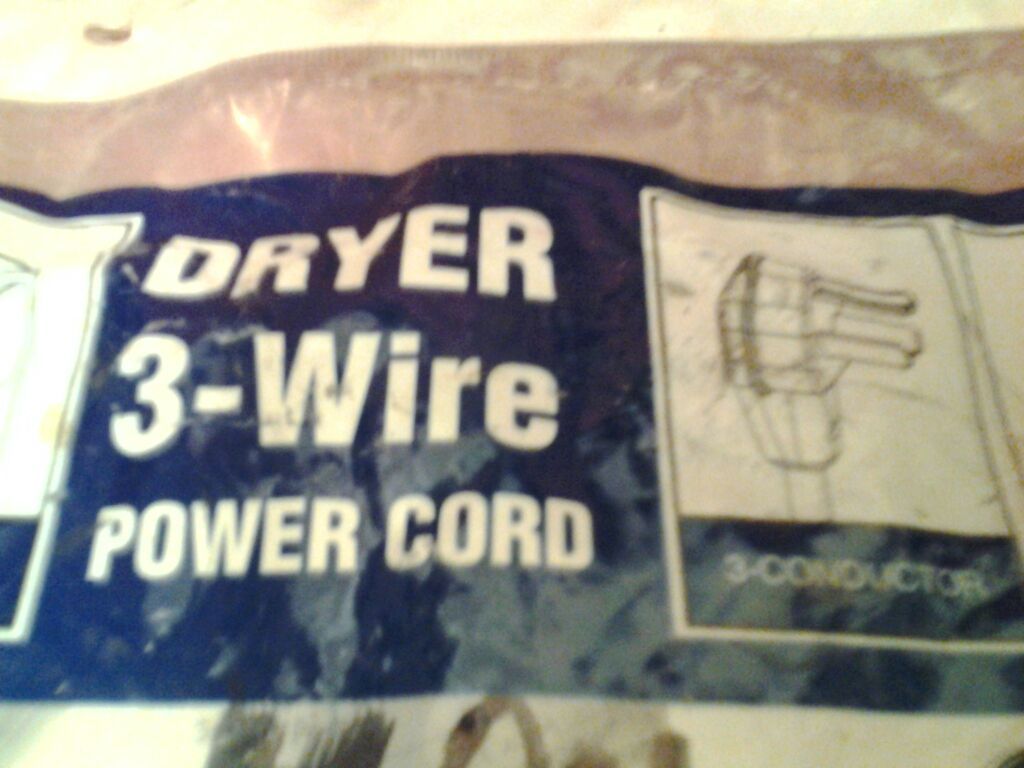 DRYER
3-Wire
POWER CORD
3-CONDUCTOR